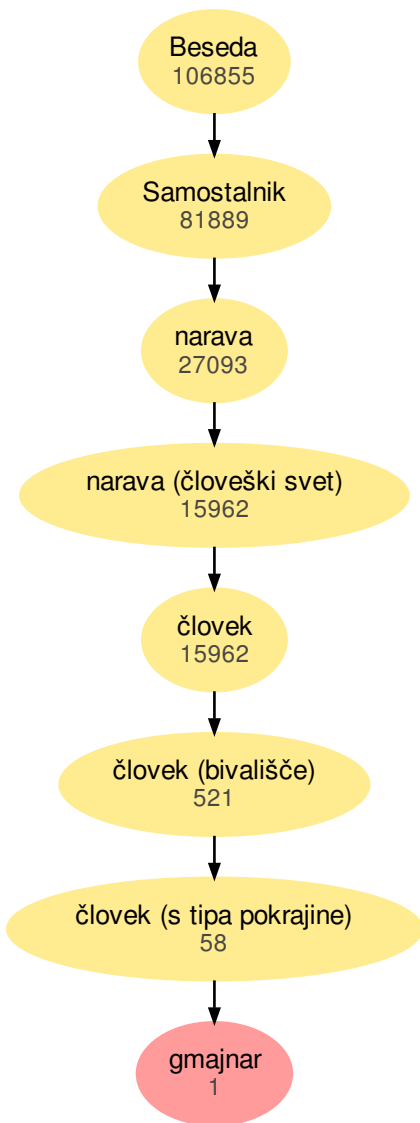 Beseda
106855
Samostalnik
81889
narava
27093
narava (človeški svet)
15962
človek
15962
človek (bivališče)
521
človek (s tipa pokrajine)
58
gmajnar
1